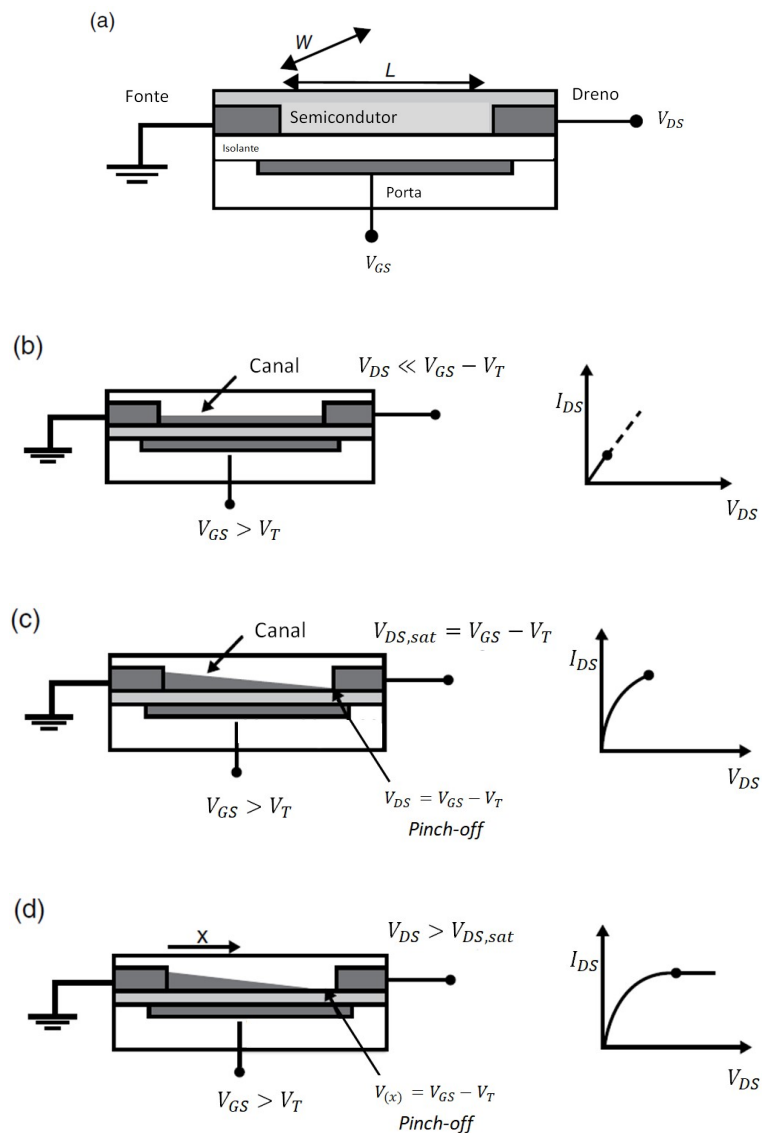 (a)
W
L
Fonte
Dreno
Semicondutor
V_DS
Isolante
Porta
V_GS
(b)
Canal
V_DS ≪ V_GS − V_T
I_DS
V_DS
V_GS > V_T
(c)
Canal
V_DS,sat = V_GS − V_T
I_DS
V_DS
V_GS > V_T
V_DS = V_GS − V_T
Pinch-off
(d)
X
V_DS > V_DS,sat
I_DS
V_DS
V_GS > V_T
V_(x) = V_GS − V_T
Pinch-off